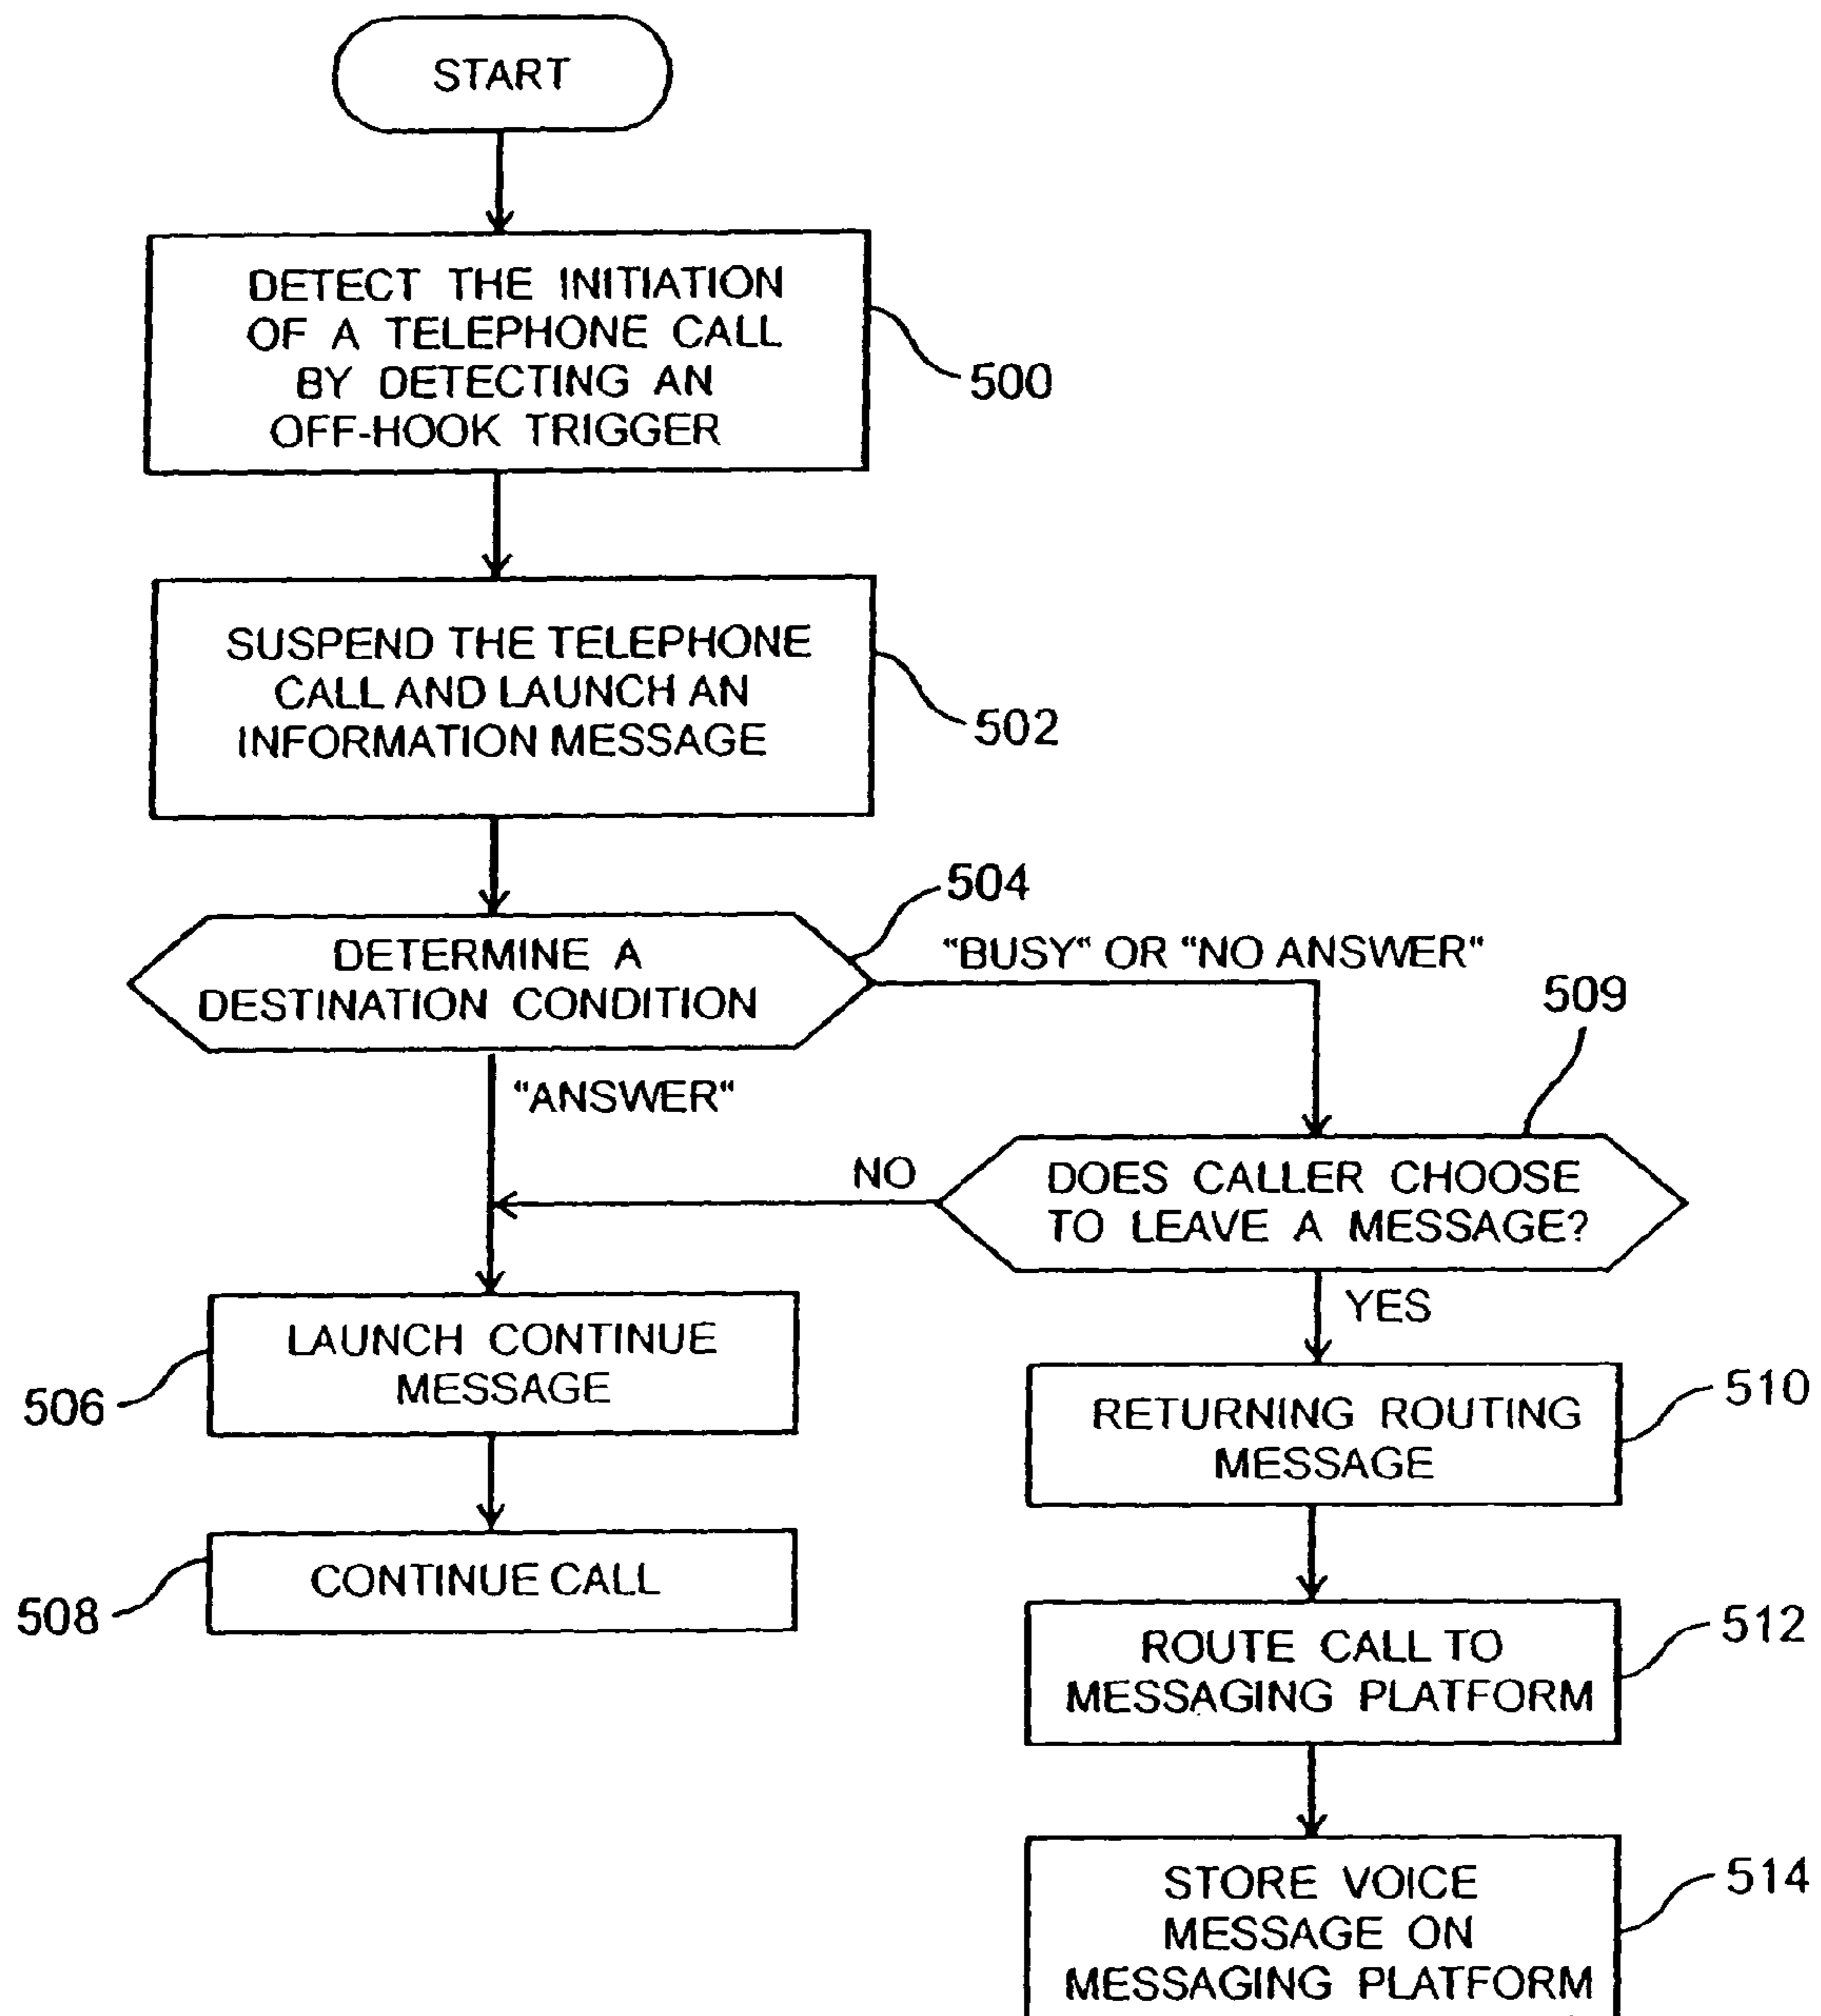 START
DETECT THE INITIATION
OF A TELEPHONE CALL
BY DETECTING AN
OFF-HOOK TRIGGER
500
SUSPEND THE TELEPHONE
CALL AND LAUNCH AN
INFORMATION MESSAGE
502
504
DETERMINE A
DESTINATION CONDITION
"BUSY" OR "NO ANSWER"
509
"ANSWER"
NO
DOES CALLER CHOOSE
TO LEAVE A MESSAGE?
YES
LAUNCH CONTINUE
MESSAGE
506
RETURNING ROUTING
MESSAGE
510
CONTINUE CALL
508
ROUTE CALL TO
MESSAGING PLATFORM
512
STORE VOICE
MESSAGE ON
MESSAGING PLATFORM
514